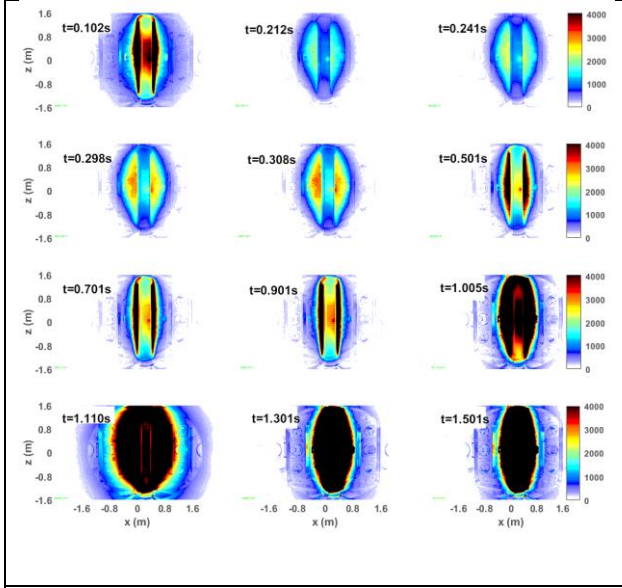 t=0.102s t=0.212s t=0.241s
z (m) 1.6 0.8 0 -0.8 -1.6
4000 3000 2000 1000 0
t=0.298s t=0.308s t=0.501s
z (m) 1.6 0.8 0 -0.8 -1.6
4000 3000 2000 1000 0
t=0.701s t=0.901s t=1.005s
z (m) 1.6 0.8 0 -0.8 -1.6
4000 3000 2000 1000 0
t=1.110s t=1.301s t=1.501s
z (m) 1.6 0.8 0 -0.8 -1.6
4000 3000 2000 1000 0
-1.6 -0.8 0 0.8 1.6 -1.6 -0.8 0 0.8 1.6 -1.6 -0.8 0 0.8 1.6
x (m) x (m) x (m)